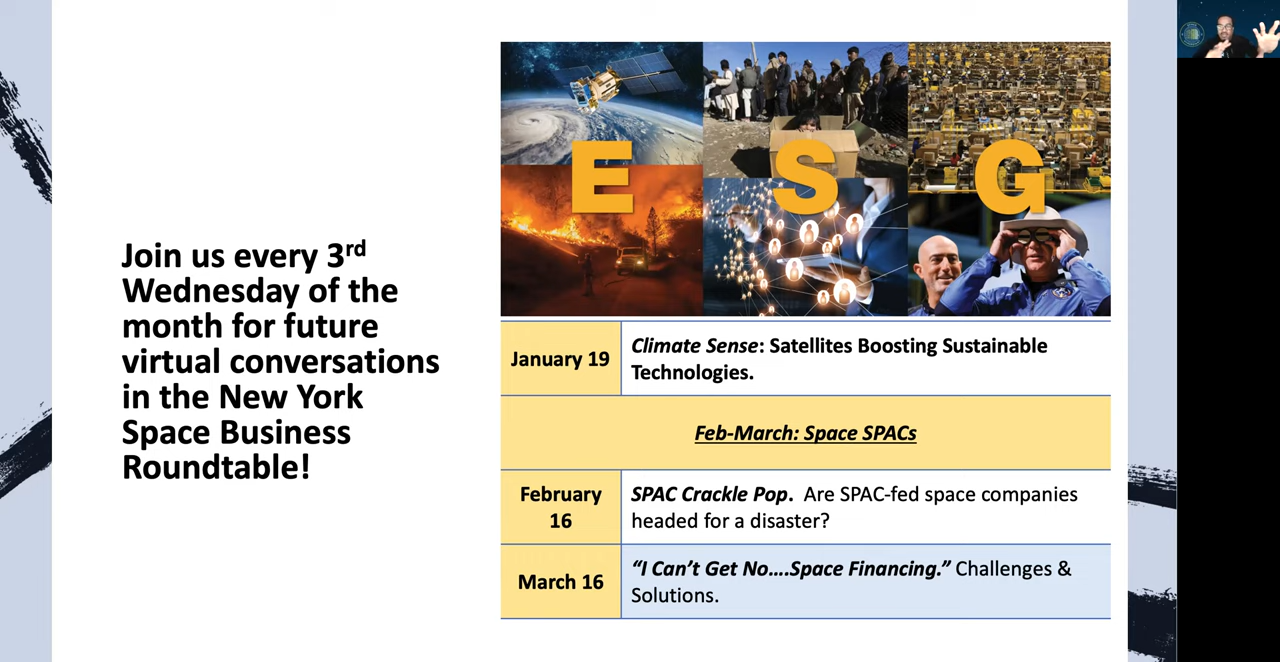 Join us every 3rd
Wednesday of the
month for future
virtual conversations
in the New York
Space Business
Roundtable!
E S G
January 19
Climate Sense: Satellites Boosting Sustainable
Technologies.
Feb-March: Space SPACs
February
16
SPAC Crackle Pop.  Are SPAC-fed space companies
headed for a disaster?
March 16
“I Can’t Get No….Space Financing.” Challenges &
Solutions.